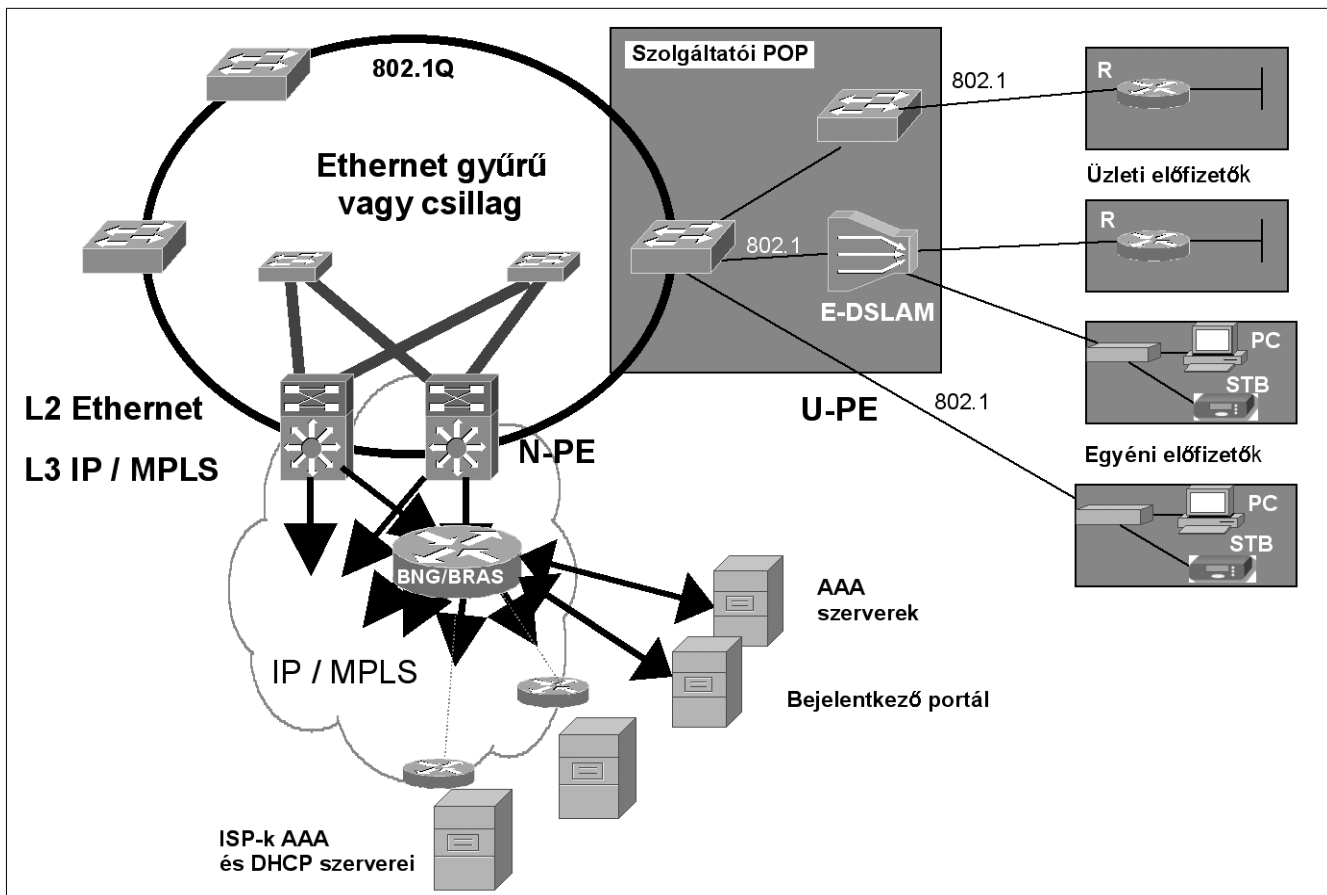 802.1Q
Szolgáltatói POP
802.1
R
Ethernet gyűrű
vagy csillag
Üzleti előfizetők
R
802.1
E-DSLAM
PC
STB
L2 Ethernet
U-PE
802.1
N-PE
Egyéni előfizetők
L3 IP / MPLS
PC
STB
BNG/BRAS
AAA
szerverek
IP / MPLS
Bejelentkező portál
ISP-k AAA
és DHCP szerverei